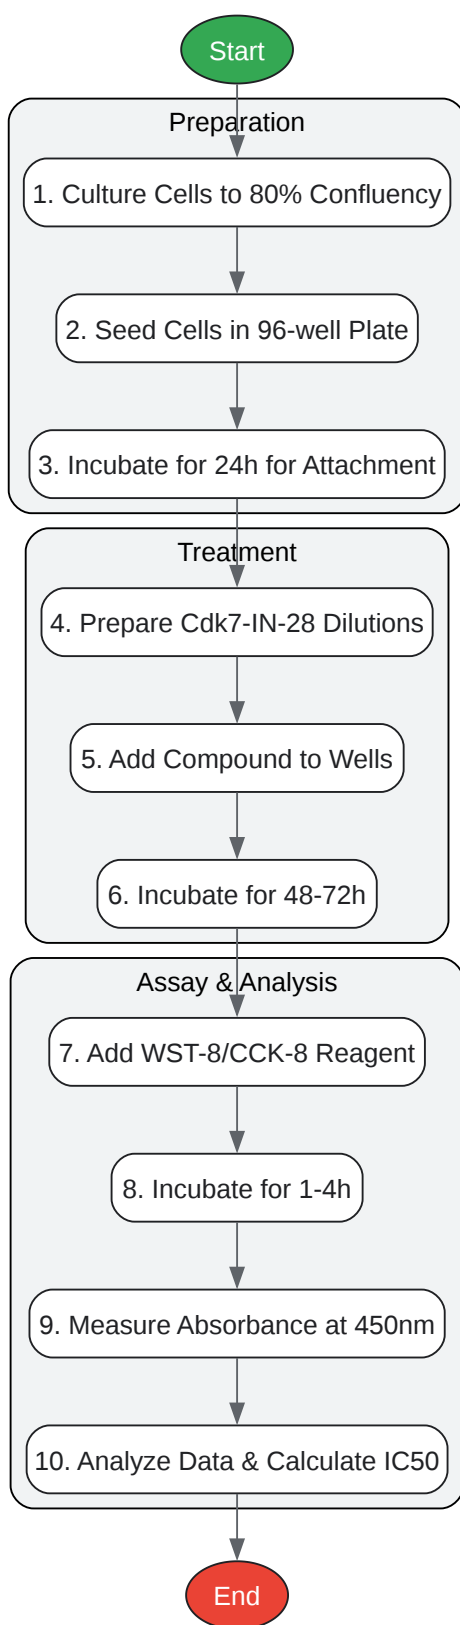 Start
Preparation
1. Culture Cells to 80% Confluency
2. Seed Cells in 96-well Plate
3. Incubate for 24h for Attachment
Treatment
4. Prepare Cdk7-IN-28 Dilutions
5. Add Compound to Wells
6. Incubate for 48-72h
Assay & Analysis
7. Add WST-8/CCK-8 Reagent
8. Incubate for 1-4h
9. Measure Absorbance at 450nm
10. Analyze Data & Calculate IC50
End